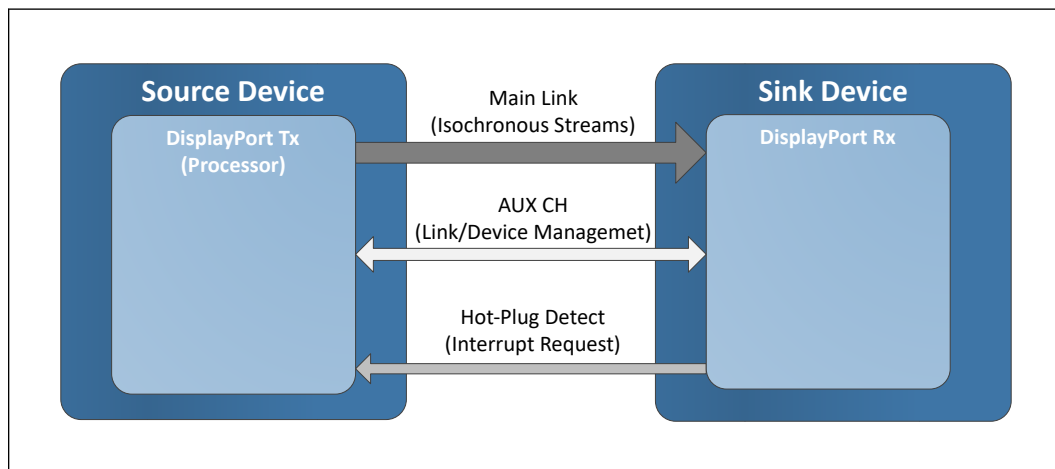 Source Device
DisplayPort Tx
(Processor)
Main Link
(Isochronous Streams)
AUX CH
(Link/Device Managemet)
Hot-Plug Detect
(Interrupt Request)
Sink Device
DisplayPort Rx